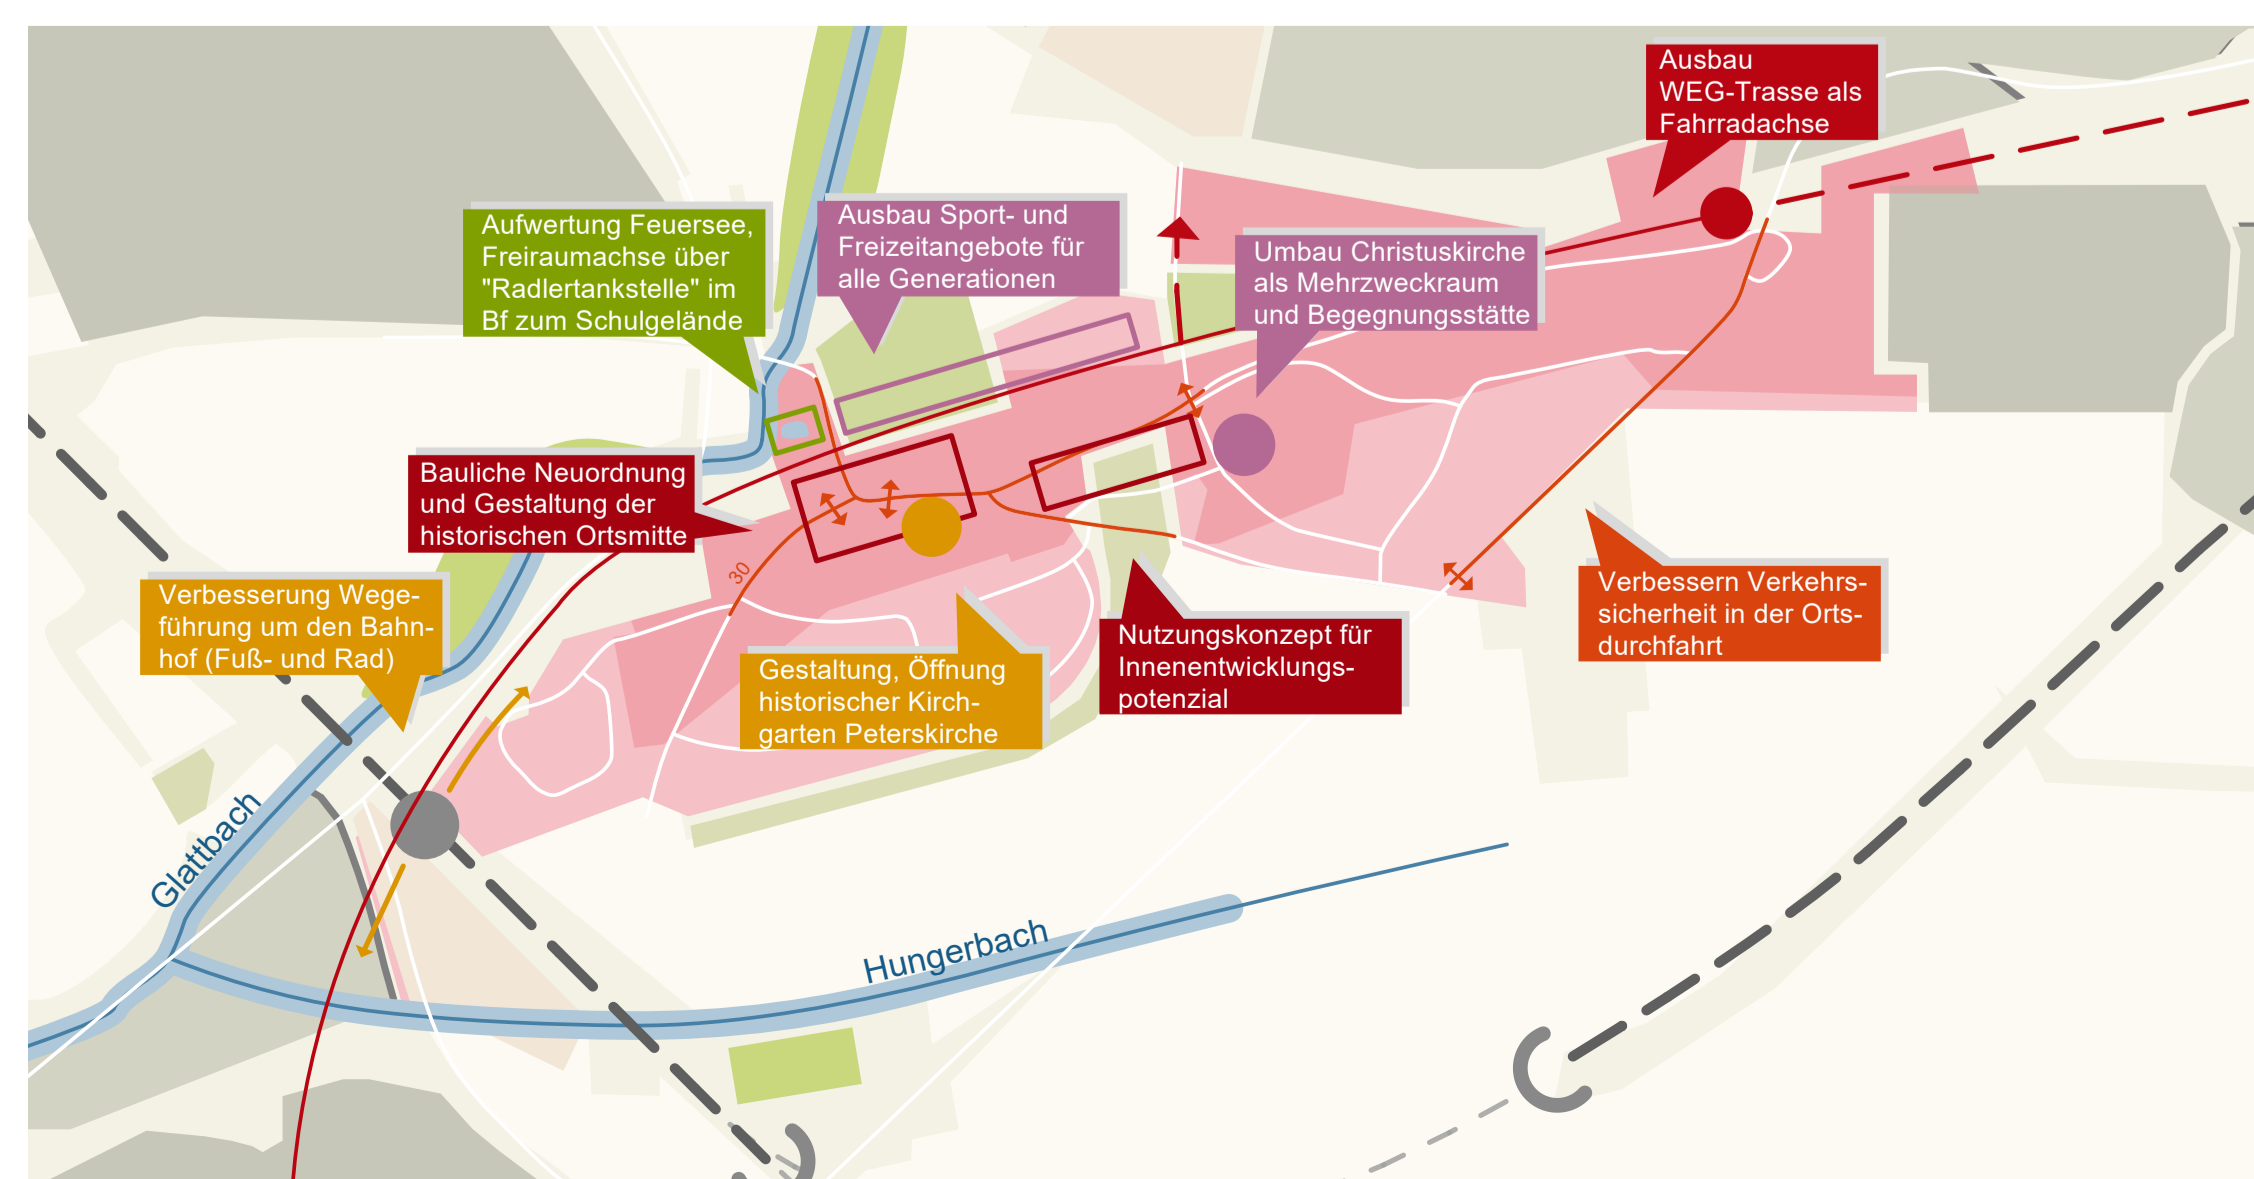 Ausbau
WEG-Trasse als
Fahrradachse
Aufwertung Feuersee,
Freiraumachse über
"Radlertankstelle" im
Bf zum Schulgelände
Ausbau Sport- und
Freizeitangebote für
alle Generationen
Umbau Christuskirche
als Mehrzweckraum
und Begegnungsstätte
Bauliche Neuordnung
und Gestaltung der
historischen Ortsmitte
30
Verbesserung Wege-
führung um den Bahn-
hof (Fuß- und Rad)
Gestaltung, Öffnung
historischer Kirch-
garten Peterskirche
Nutzungskonzept für
Innenentwicklungs-
potenzial
Verbessern Verkehrs-
sicherheit in der Orts-
durchfahrt
Glattbach
Hungerbach